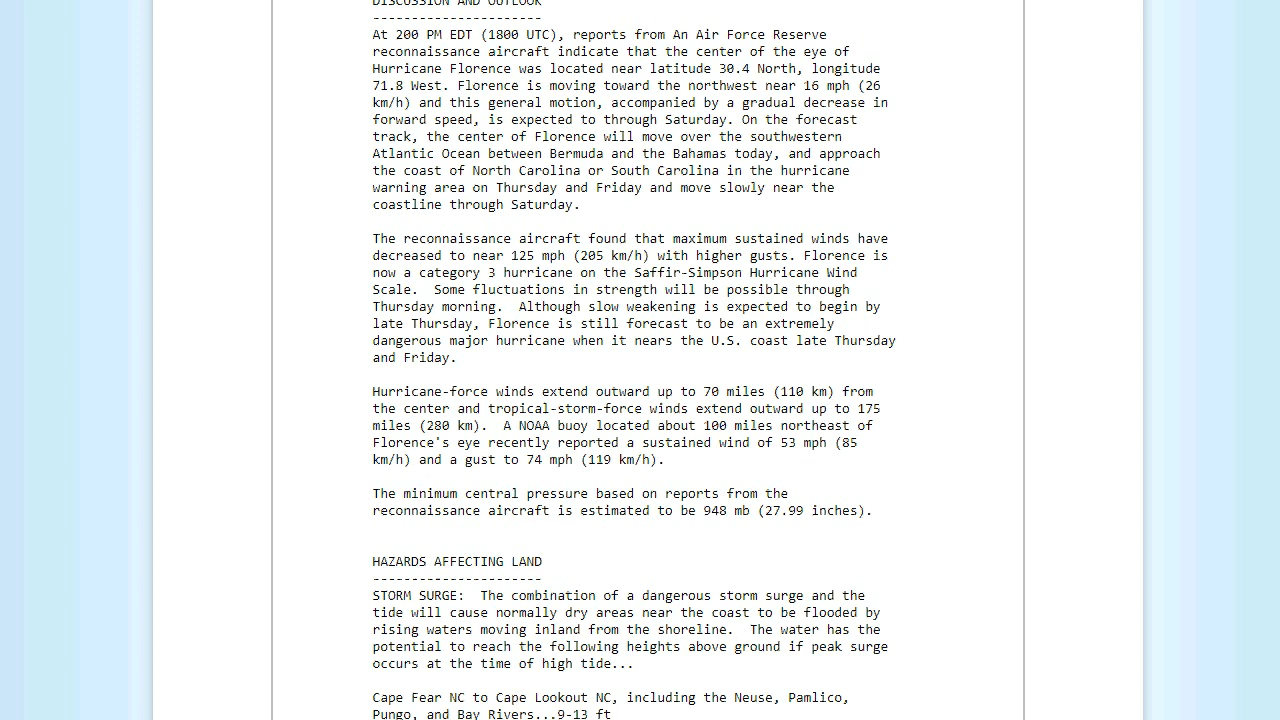 DISCUSSION AND OUTLOOK
----------------------
At 200 PM EDT (1800 UTC), reports from An Air Force Reserve
reconnaissance aircraft indicate that the center of the eye of
Hurricane Florence was located near latitude 30.4 North, longitude
71.8 West. Florence is moving toward the northwest near 16 mph (26
km/h) and this general motion, accompanied by a gradual decrease in
forward speed, is expected to through Saturday. On the forecast
track, the center of Florence will move over the southwestern
Atlantic Ocean between Bermuda and the Bahamas today, and approach
the coast of North Carolina or South Carolina in the hurricane
warning area on Thursday and Friday and move slowly near the
coastline through Saturday.
The reconnaissance aircraft found that maximum sustained winds have
decreased to near 125 mph (205 km/h) with higher gusts. Florence is
now a category 3 hurricane on the Saffir-Simpson Hurricane Wind
Scale.  Some fluctuations in strength will be possible through
Thursday morning.  Although slow weakening is expected to begin by
late Thursday, Florence is still forecast to be an extremely
dangerous major hurricane when it nears the U.S. coast late Thursday
and Friday.
Hurricane-force winds extend outward up to 70 miles (110 km) from
the center and tropical-storm-force winds extend outward up to 175
miles (280 km).  A NOAA buoy located about 100 miles northeast of
Florence's eye recently reported a sustained wind of 53 mph (85
km/h) and a gust to 74 mph (119 km/h).
The minimum central pressure based on reports from the
reconnaissance aircraft is estimated to be 948 mb (27.99 inches).
HAZARDS AFFECTING LAND
----------------------
STORM SURGE:  The combination of a dangerous storm surge and the
tide will cause normally dry areas near the coast to be flooded by
rising waters moving inland from the shoreline.  The water has the
potential to reach the following heights above ground if peak surge
occurs at the time of high tide...
Cape Fear NC to Cape Lookout NC, including the Neuse, Pamlico,
Pungo, and Bay Rivers...9-13 ft